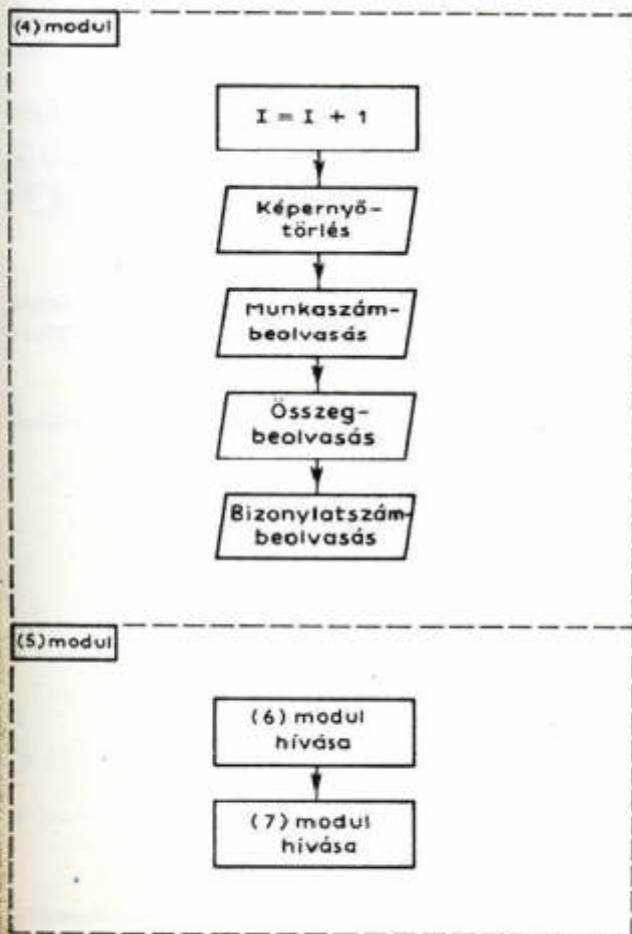 (4) modul
I = I + 1
Képernyő-
törlés
Munkaszám-
beolvasás
Összeg-
beolvasás
Bizonylatszám-
beolvasás
(5) modul
(6) modul
hívása
(7) modul
hívása